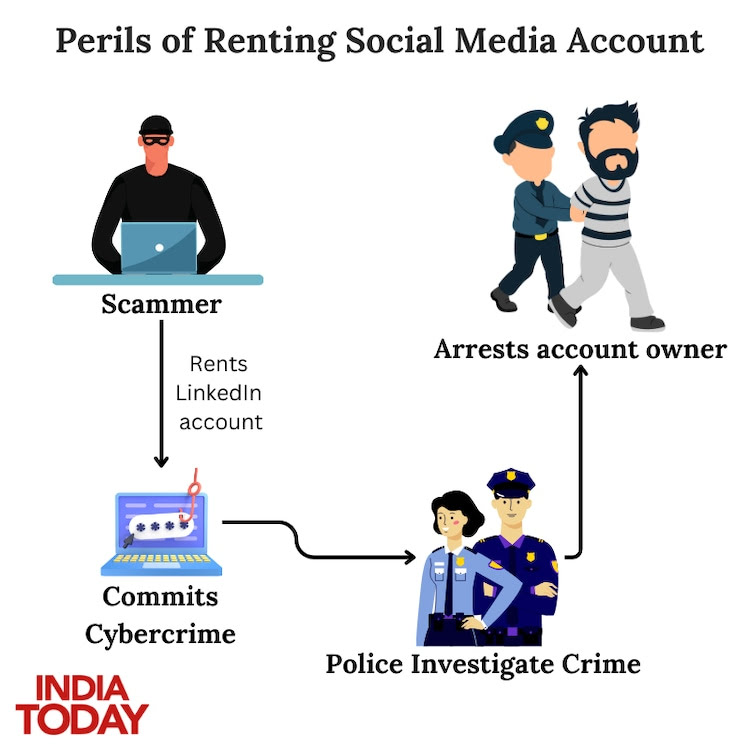 Perils of Renting Social Media Account
Scammer
Rents
LinkedIn
account
Commits
Cybercrime
Police Investigate Crime
Arrests account owner
INDIA
TODAY